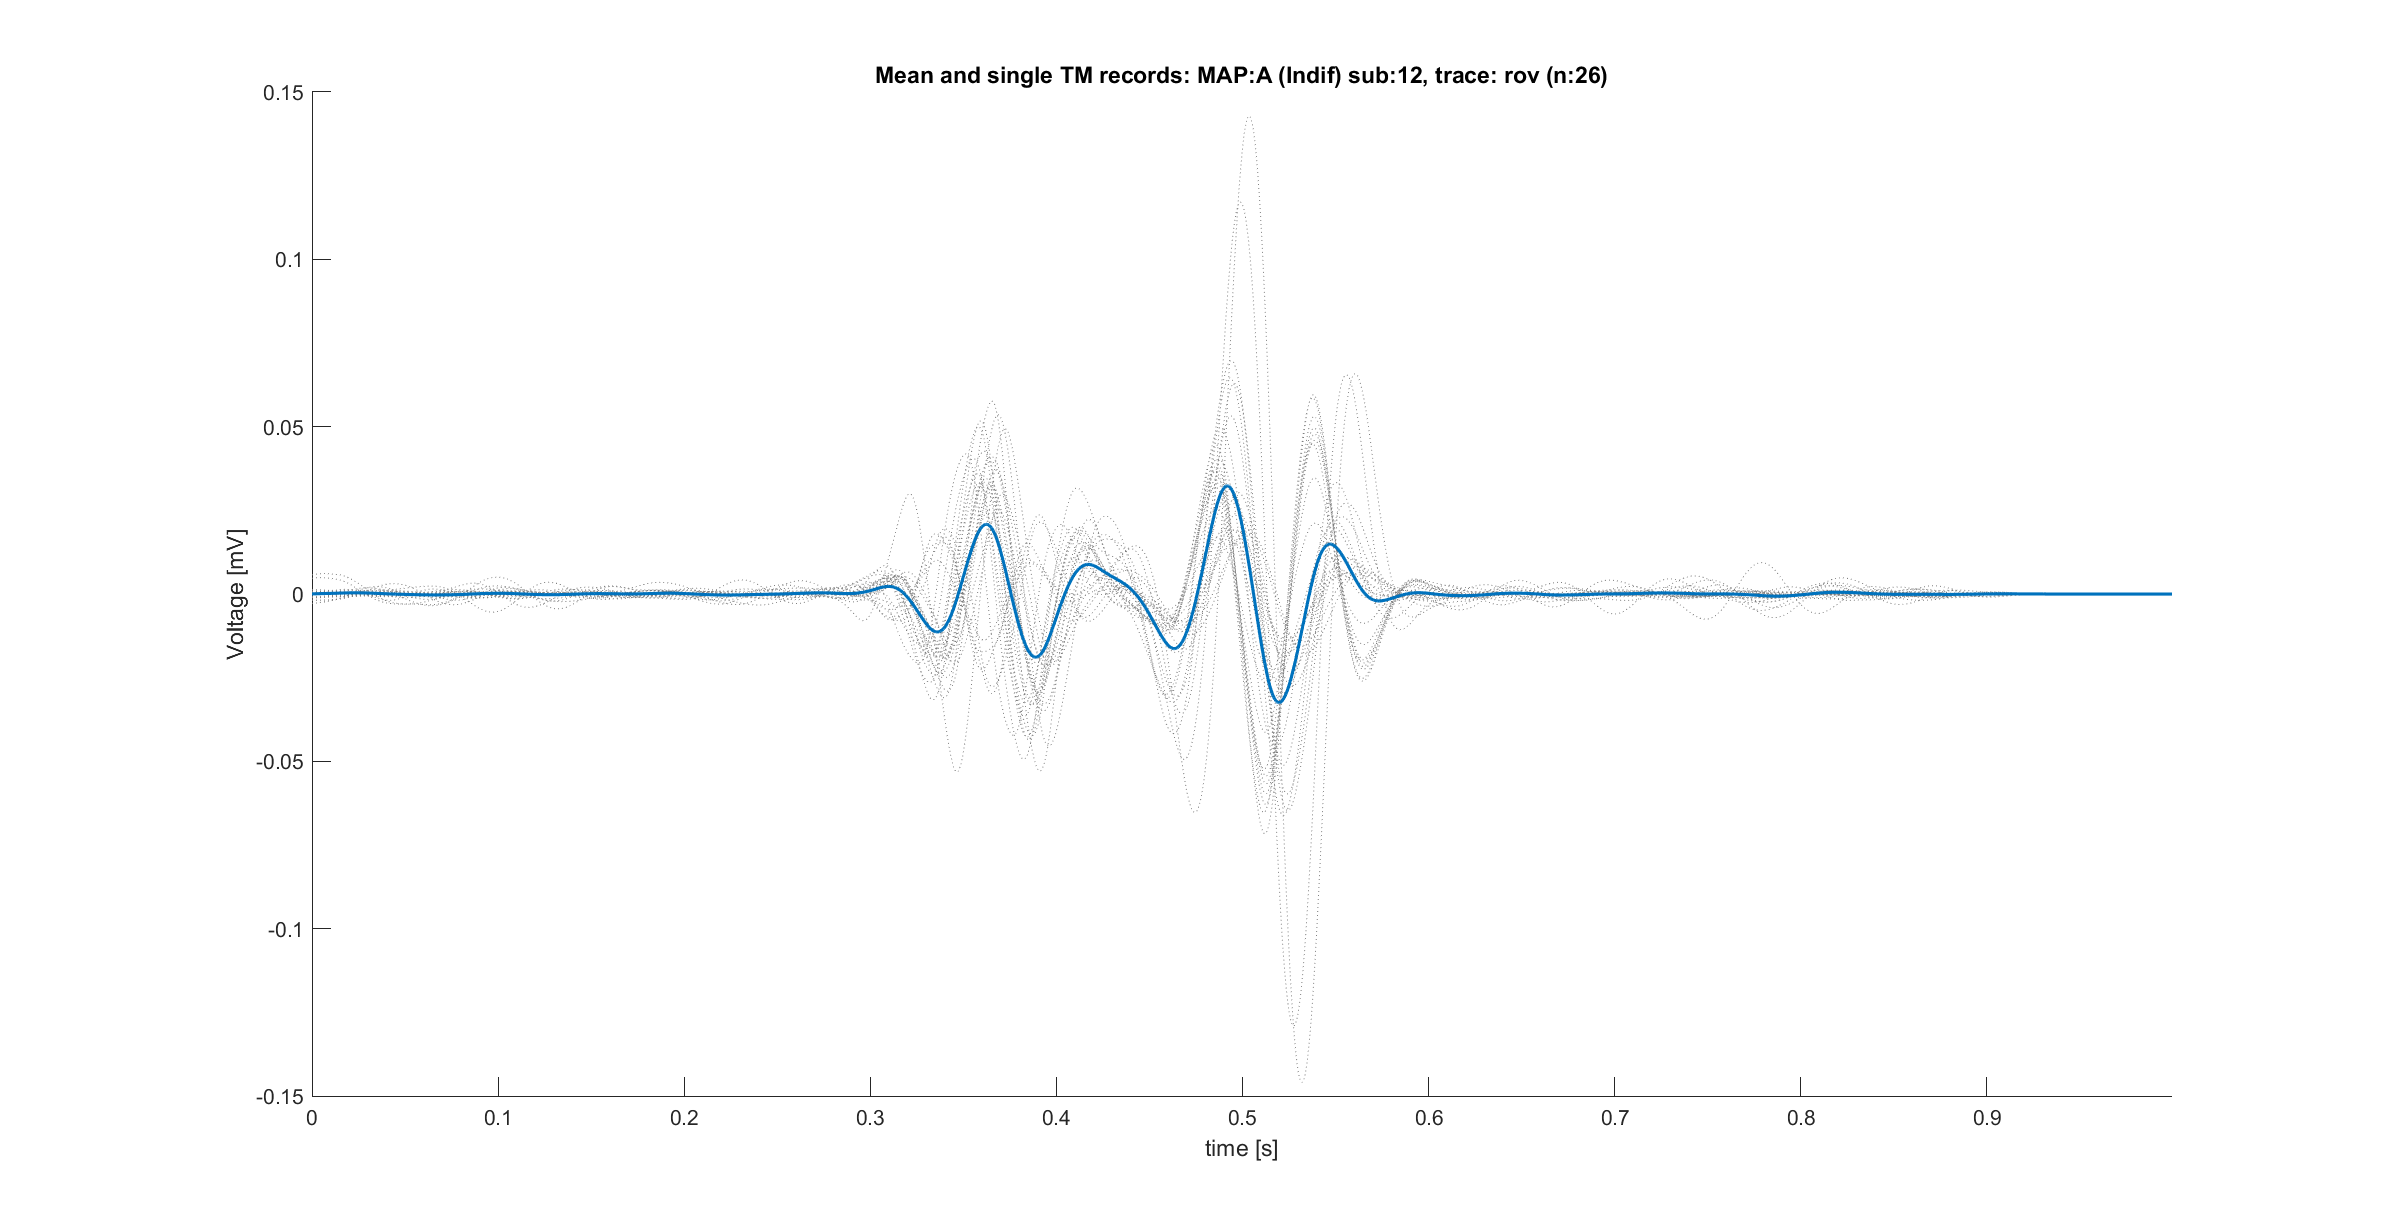 Mean and single TM records: MAP:A (Indif) sub:12, trace: rov (n:26)
0.15
0.1
0.05
0
-0.05
-0.1
-0.15
Voltage [mV]
0 0.1 0.2 0.3 0.4 0.5 0.6 0.7 0.8 0.9
time [s]